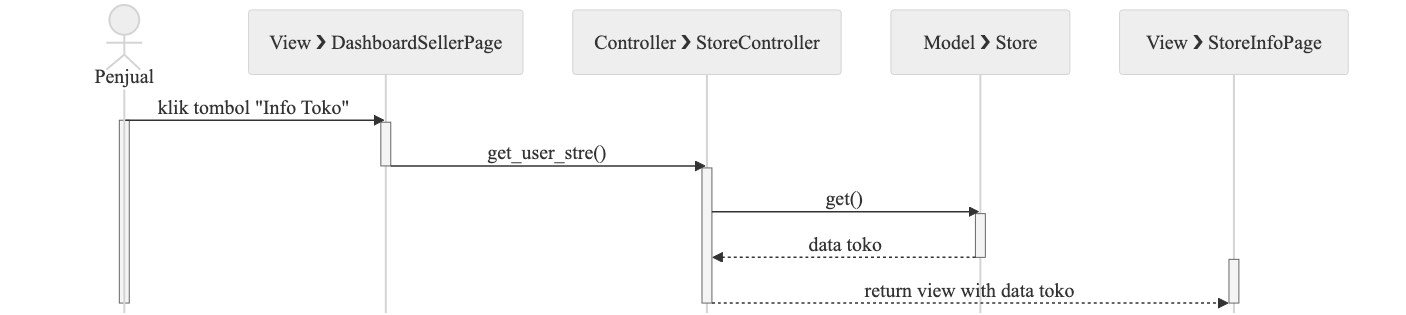 View ❯ DashboardSellerPage
Controller ❯ StoreController
Model ❯ Store
View ❯ StoreInfoPage
Penjual
klik tombol "Info Toko"
get_user_stre()
get()
data toko
return view with data toko